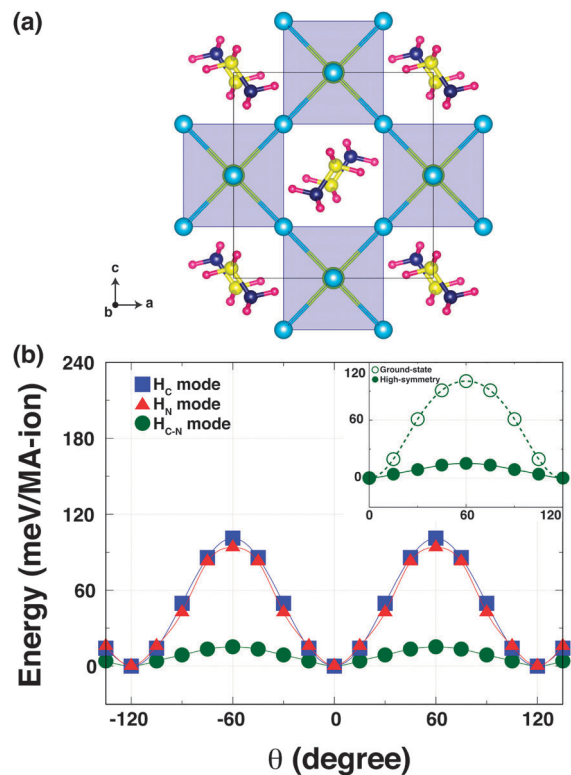 (a)
c
b
a
(b)
240
180
120
60
0
Energy (meV/MA-ion)
H_C mode
H_N mode
H_C-N mode
Ground-state
High-symmetry
120
60
0
0
60
120
-120
-60
0
60
120
θ (degree)